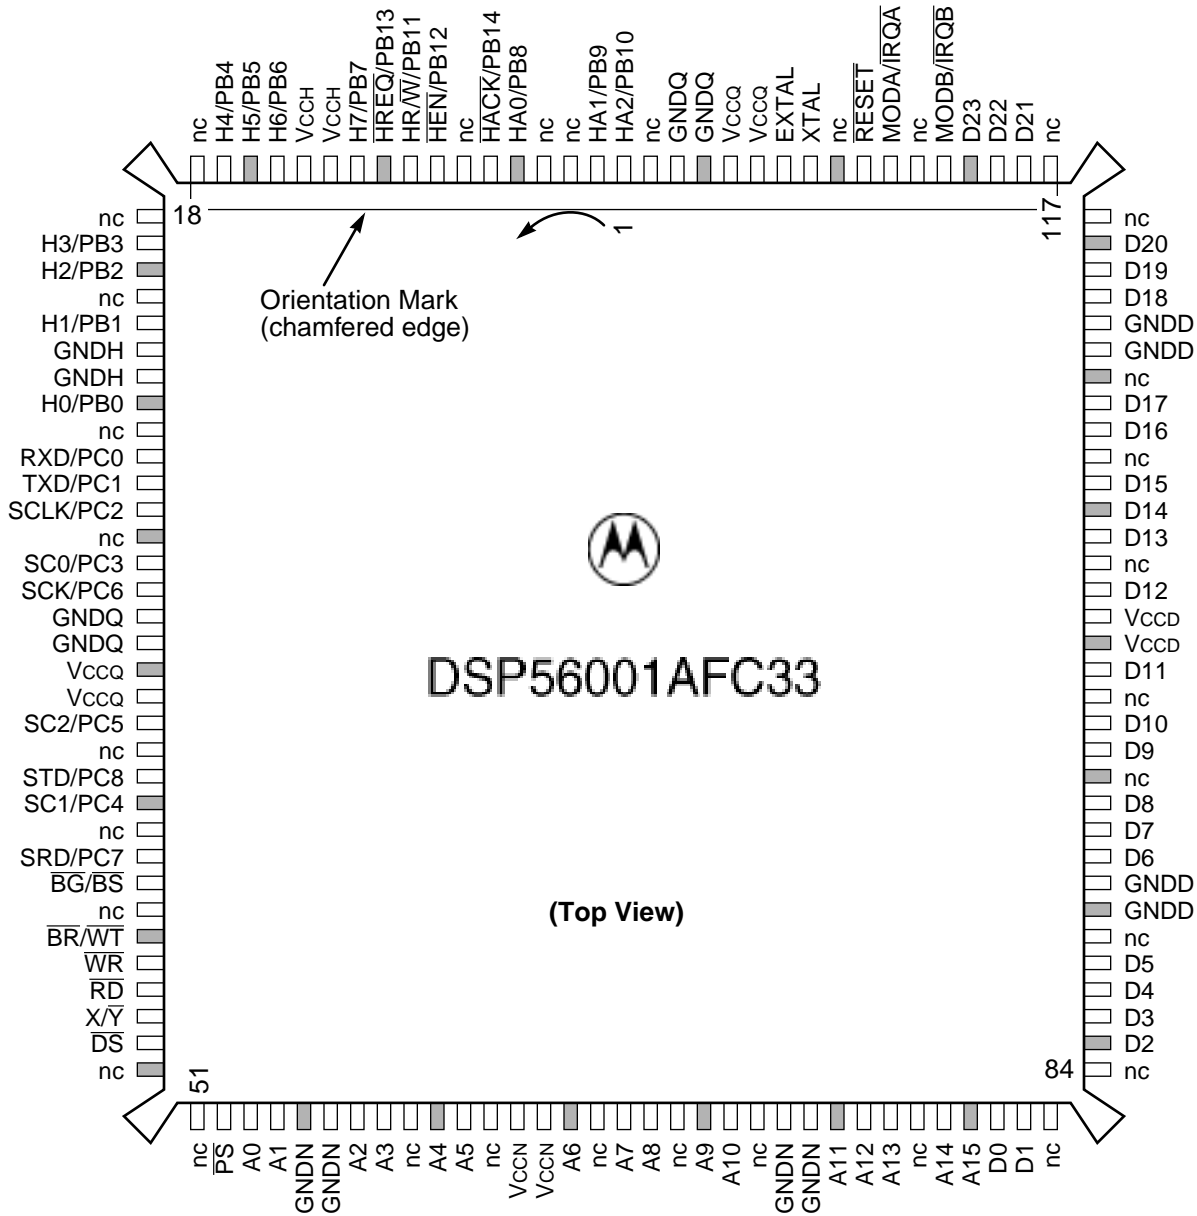 nc
H4/PB4
H5/PB5
H6/PB6
VCCH
VCCH
H7/PB7
HREQ/PB13
HR/W/PB11
HEN/PB12
nc
HACK/PB14
HA0/PB8
nc
nc
HA1/PB9
HA2/PB10
nc
GNDQ
GNDQ
VCCQ
VCCQ
EXTAL
XTAL
nc
RESET
MODA/IRQA
nc
MODB/IRQB
D23
D22
D21
nc
nc
H3/PB3
H2/PB2
nc
H1/PB1
GNDH
GNDH
H0/PB0
nc
RXD/PC0
TXD/PC1
SCLK/PC2
nc
SC0/PC3
SCK/PC6
GNDQ
GNDQ
VCCQ
VCCQ
SC2/PC5
nc
STD/PC8
SC1/PC4
nc
SRD/PC7
BG/BS
nc
BR/WT
WR
RD
X/Y
DS
nc
18
1
117
Orientation Mark
(chamfered edge)
DSP56001AFC33
(Top View)
51
84
nc
D20
D19
D18
GNDD
GNDD
nc
D17
D16
nc
D15
D14
D13
nc
D12
VCCD
VCCD
D11
nc
D10
D9
nc
D8
D7
D6
GNDD
GNDD
nc
D5
D4
D3
D2
nc
nc
PS
A0
A1
GNDN
GNDN
A2
A3
nc
A4
A5
nc
VCCN
VCCN
A6
nc
A7
A8
nc
A9
A10
nc
GNDN
GNDN
A11
A12
A13
nc
A14
A15
D0
D1
nc